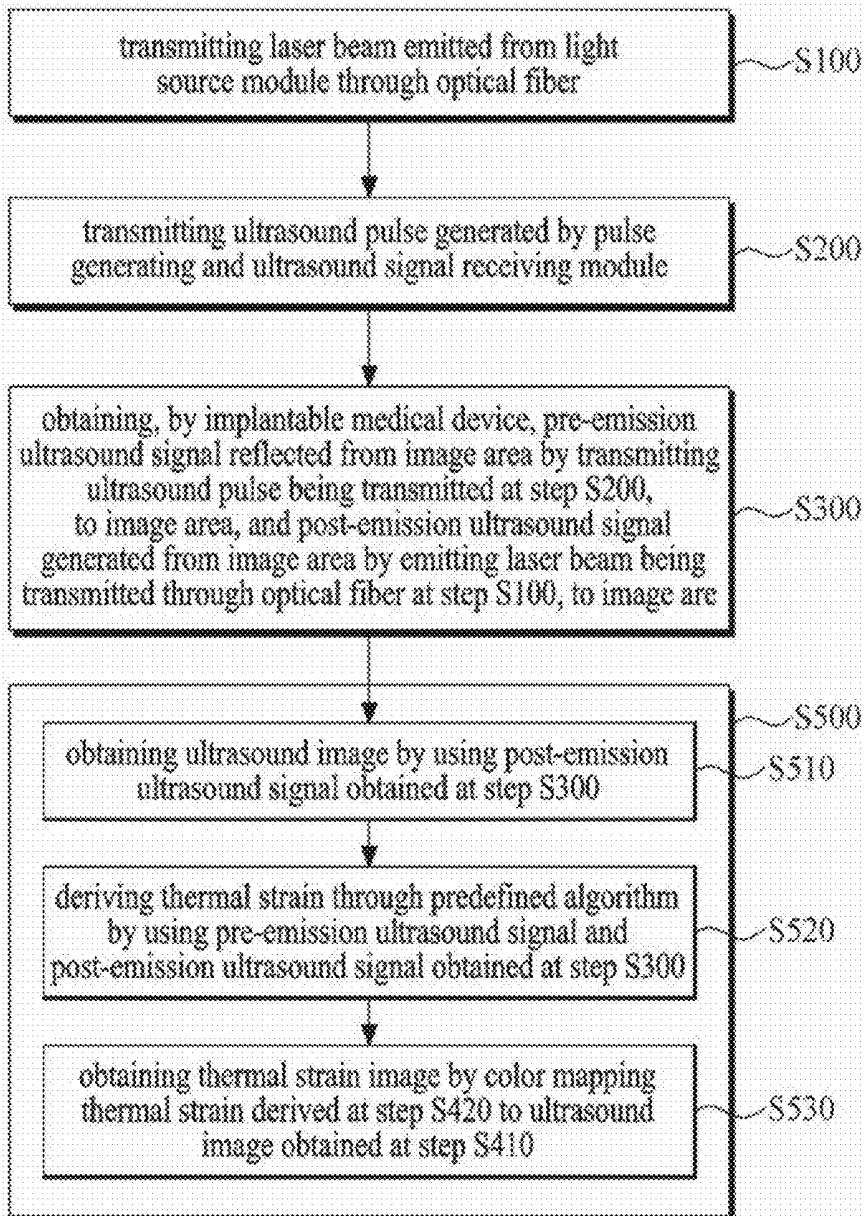 transmitting laser beam emitted from light
source module through optical fiber
S100
transmitting ultrasound pulse generated by pulse
generating and ultrasound signal receiving module
S200
obtaining, by implantable medical device, pre-emission
ultrasound signal reflected from image area by transmitting
ultrasound pulse being transmitted at step S200,
to image area, and post-emission ultrasound signal
generated from image area by emitting laser beam being
transmitted through optical fiber at step S100, to image are
S300
S500
obtaining ultrasound image by using post-emission
ultrasound signal obtained at step S300
S510
deriving thermal strain through predefined algorithm
by using pre-emission ultrasound signal and
post-emission ultrasound signal obtained at step S300
S520
obtaining thermal strain image by color mapping
thermal strain derived at step S420 to ultrasound
image obtained at step S410
S530